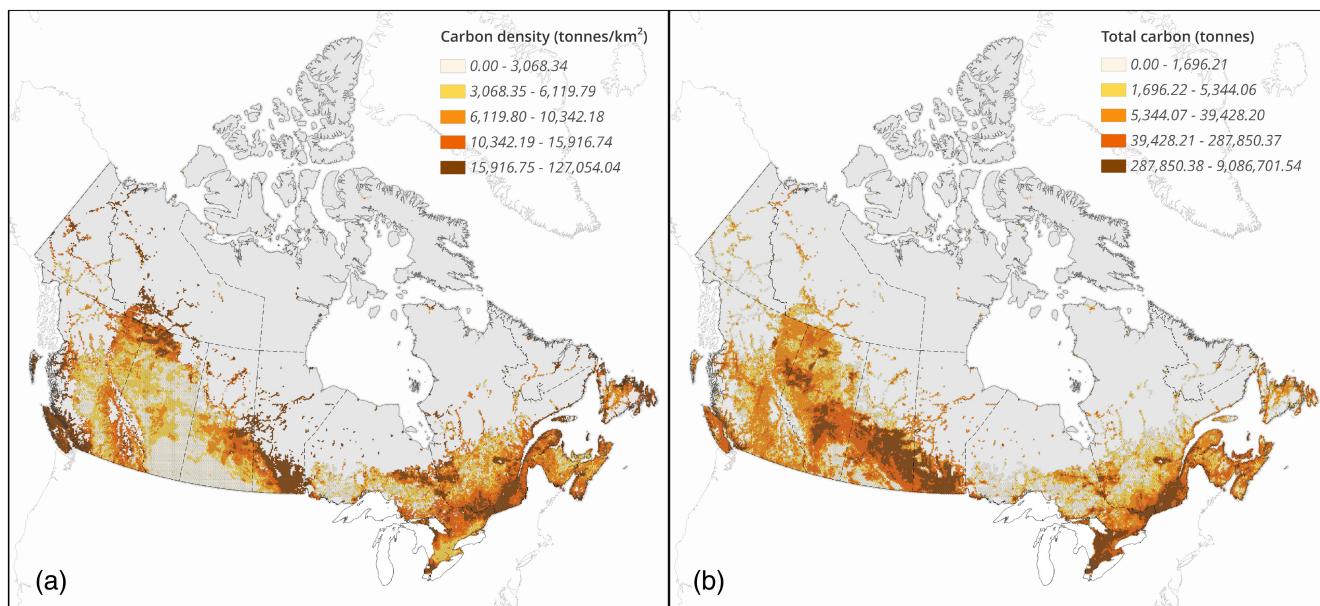 Carbon density (tonnes/km²)
0.00 - 3,068.34
3,068.35 - 6,119.79
6,119.80 - 10,342.18
10,342.19 - 15,916.74
15,916.75 - 127,054.04
(a)
Total carbon (tonnes)
0.00 - 1,696.21
1,696.22 - 5,344.06
5,344.07 - 39,428.20
39,428.21 - 287,850.37
287,850.38 - 9,086,701.54
(b)